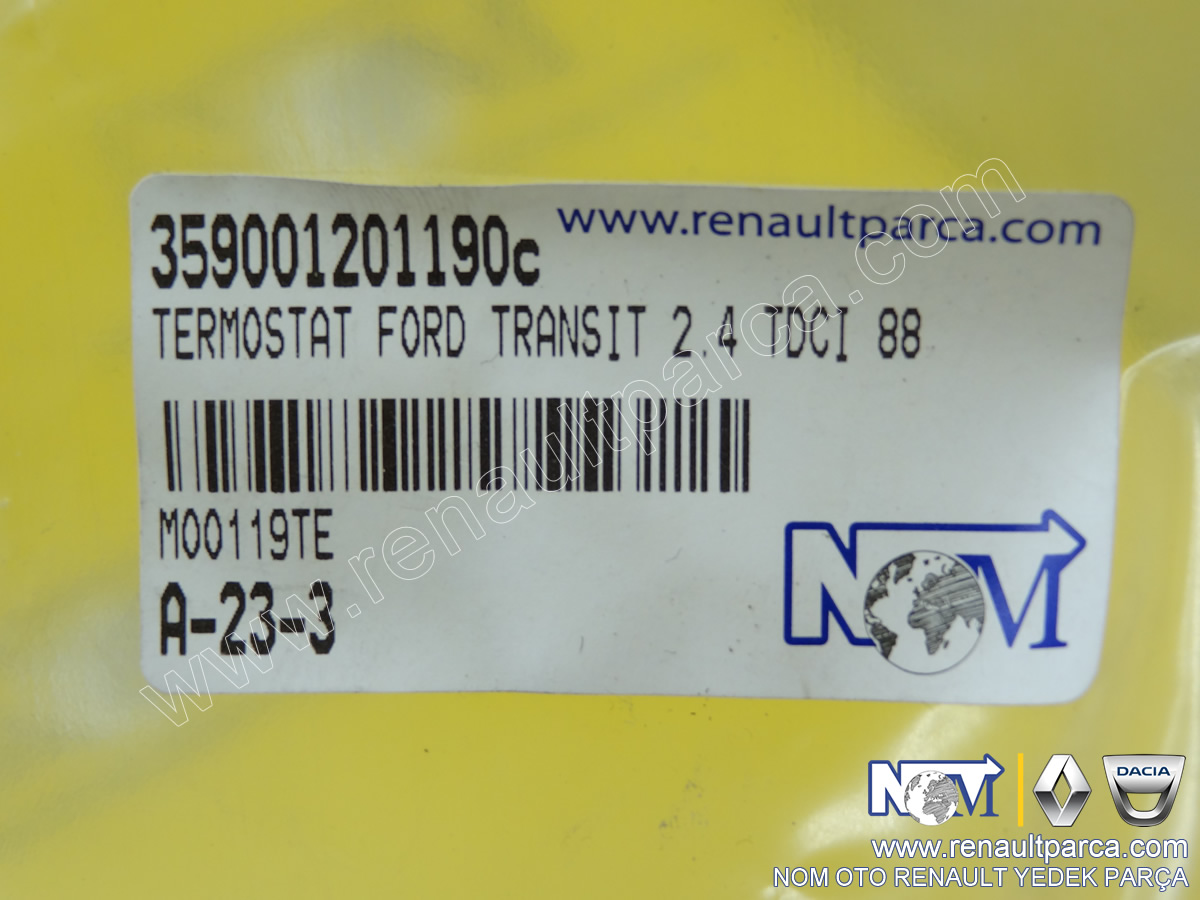 359001201190c
www.renaultparca.com
TERMOSTAT FORD TRANSIT 2.4 TDCI 88
M00119TE
A-23-3
NOM
www.renaultparca.com
NOM
DACIA
www.renaultparca.com
NOM OTO RENAULT YEDEK PARÇA